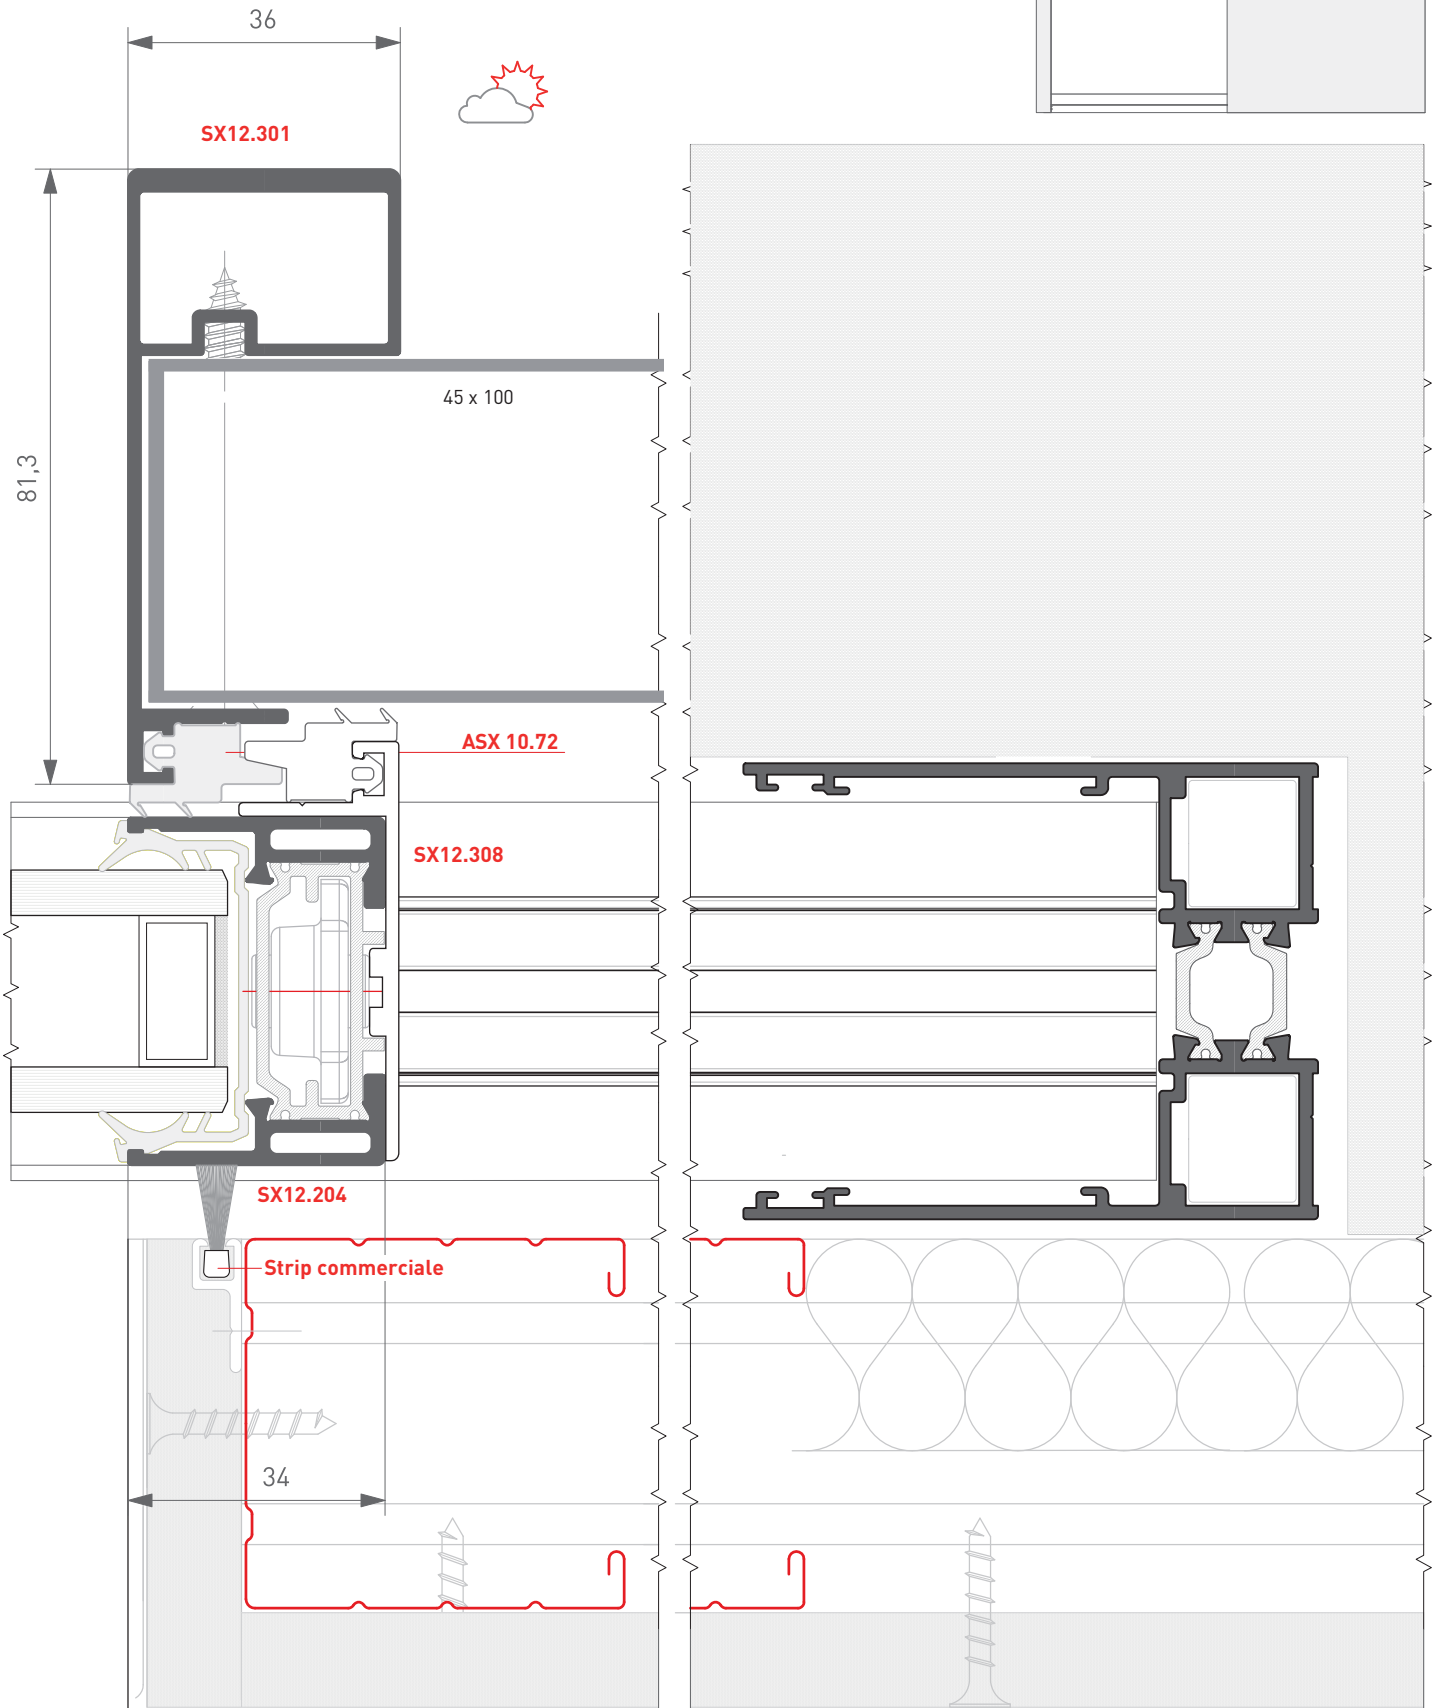 36
SX12.301
45 x 100
81,3
ASX 10.72
SX12.308
SX12.204
Strip commerciale
34